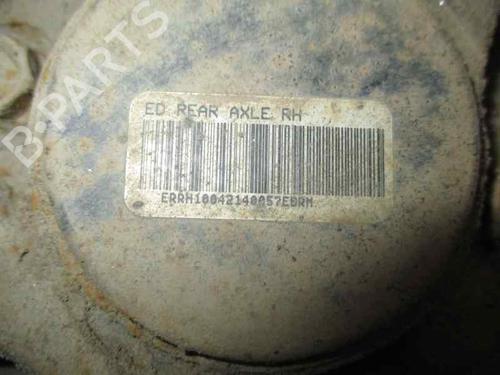 ED REAR AXLE RH
ERRH10042140057EDRM
B-PARTS